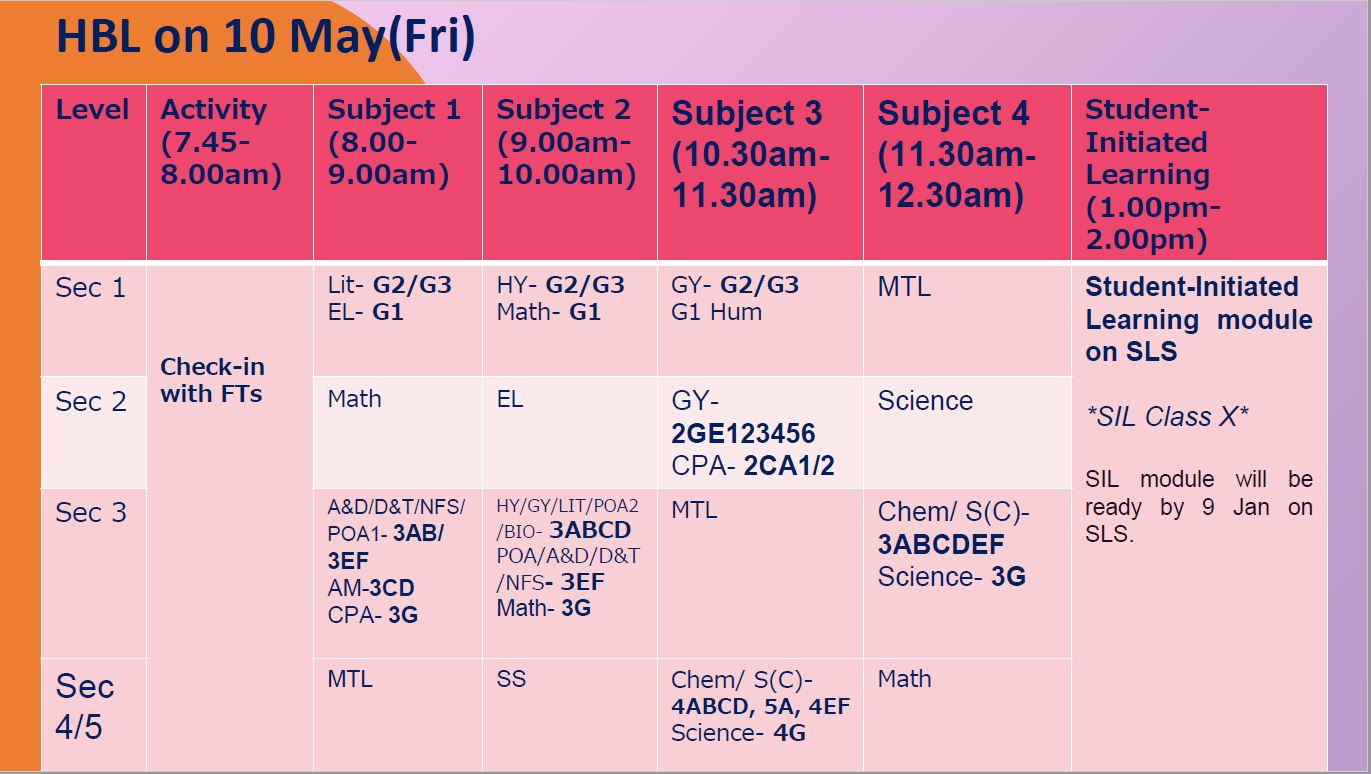 HBL on 10 May(Fri)
Level
Activity
(7.45-
8.00am)
Subject 1
(8.00-
9.00am)
Subject 2
(9.00am-
10.00am)
Subject 3
(10.30am-
11.30am)
Subject 4
(11.30am-
12.30am)
Student-
Initiated
Learning
(1.00pm-
2.00pm)
Sec 1
Check-in
with FTs
Lit- G2/G3
EL- G1
HY- G2/G3
Math- G1
GY- G2/G3
G1 Hum
MTL
Student-Initiated
Learning module
on SLS
*SIL Class X*
SIL module will be
ready by 9 Jan on
SLS.
Sec 2
Math
EL
GY-
2GE123456
CPA- 2CA1/2
Science
Sec 3
A&D/D&T/NFS/
POA1- 3AB/
3EF
AM-3CD
CPA- 3G
HY/GY/LIT/POA2
/BIO- 3ABCD
POA/A&D/D&T
/NFS- 3EF
Math- 3G
MTL
Chem/ S(C)-
3ABCDEF
Science- 3G
Sec
4/5
MTL
SS
Chem/ S(C)-
4ABCD, 5A, 4EF
Science- 4G
Math